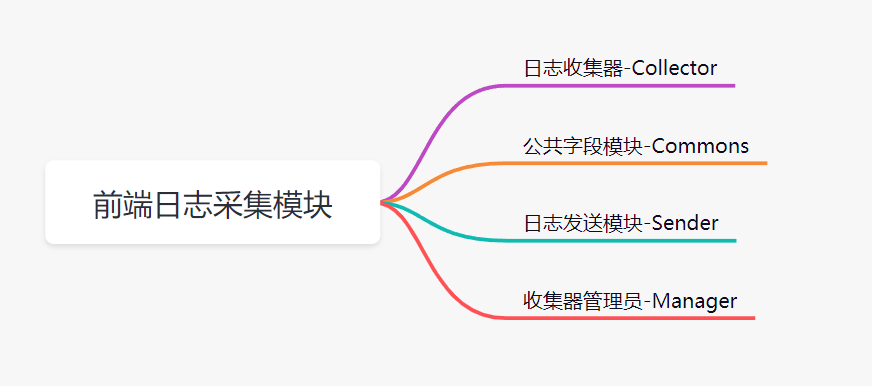 前端日志采集模块
日志收集器-Collector
公共字段模块-Commons
日志发送模块-Sender
收集器管理员-Manager